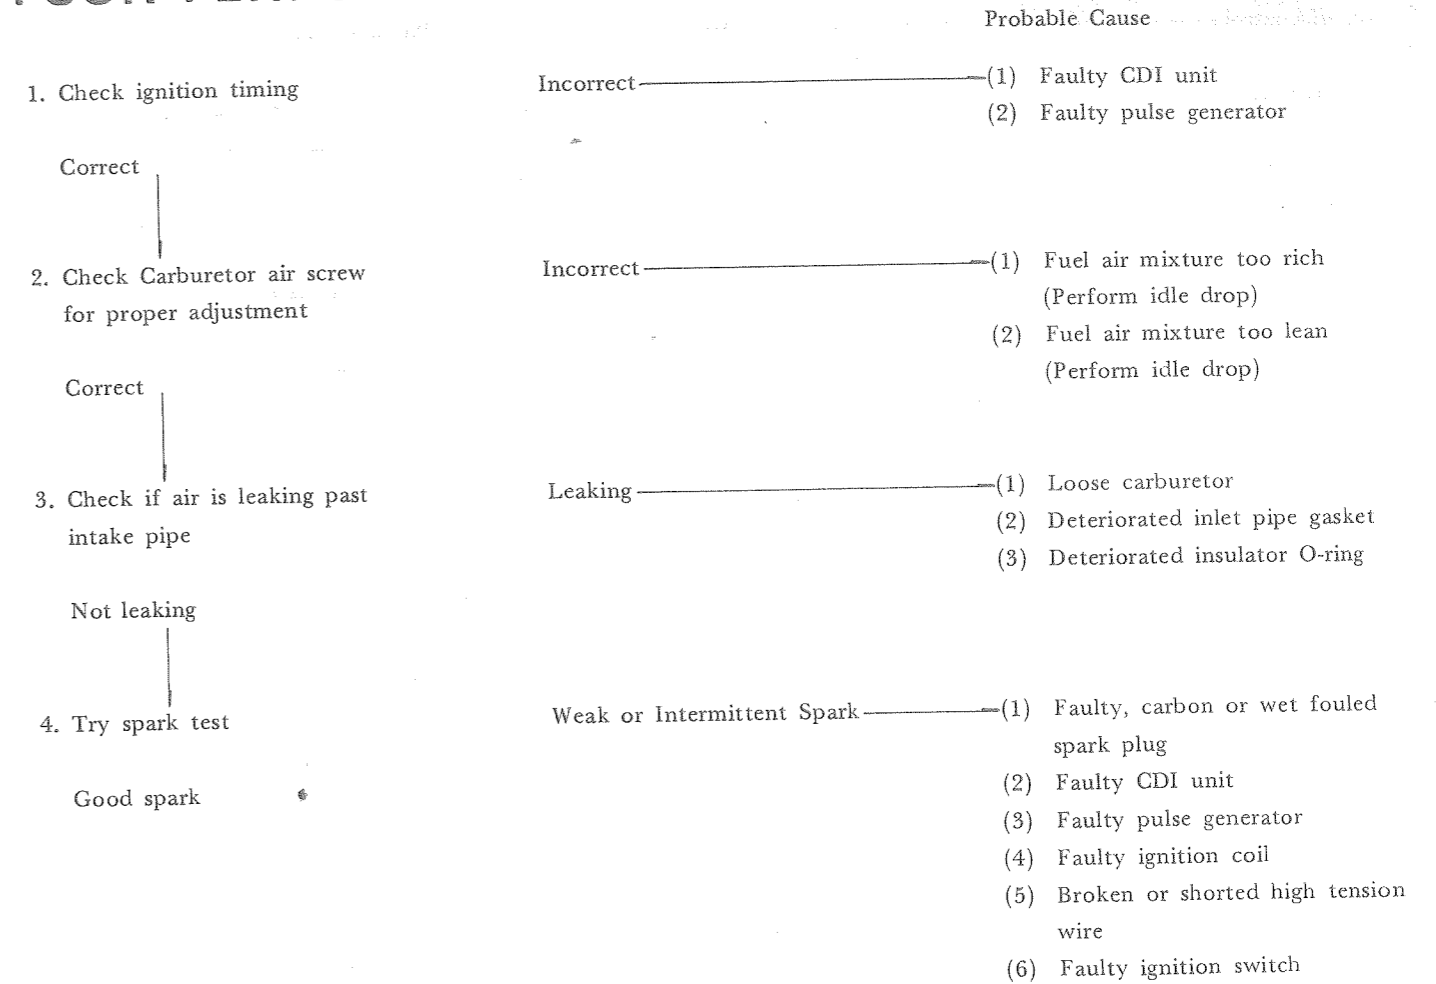 Probable Cause
1. Check ignition timing
Incorrect
(1) Faulty CDI unit
(2) Faulty pulse generator
Correct
2. Check Carburetor air screw
for proper adjustment
Incorrect
(1) Fuel air mixture too rich
(Perform idle drop)
(2) Fuel air mixture too lean
(Perform idle drop)
Correct
3. Check if air is leaking past
intake pipe
Leaking
(1) Loose carburetor
(2) Deteriorated inlet pipe gasket
(3) Deteriorated insulator O-ring
Not leaking
4. Try spark test
Weak or Intermittent Spark
(1) Faulty, carbon or wet fouled
spark plug
(2) Faulty CDI unit
(3) Faulty pulse generator
(4) Faulty ignition coil
(5) Broken or shorted high tension
wire
(6) Faulty ignition switch
Good spark